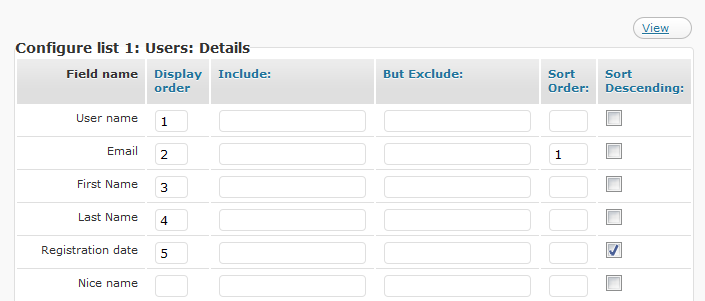 View
Configure list 1: Users: Details
Field name Display order Include: But Exclude: Sort Order: Sort Descending:
User name 1
Email 2 1
First Name 3
Last Name 4
Registration date 5
Nice name